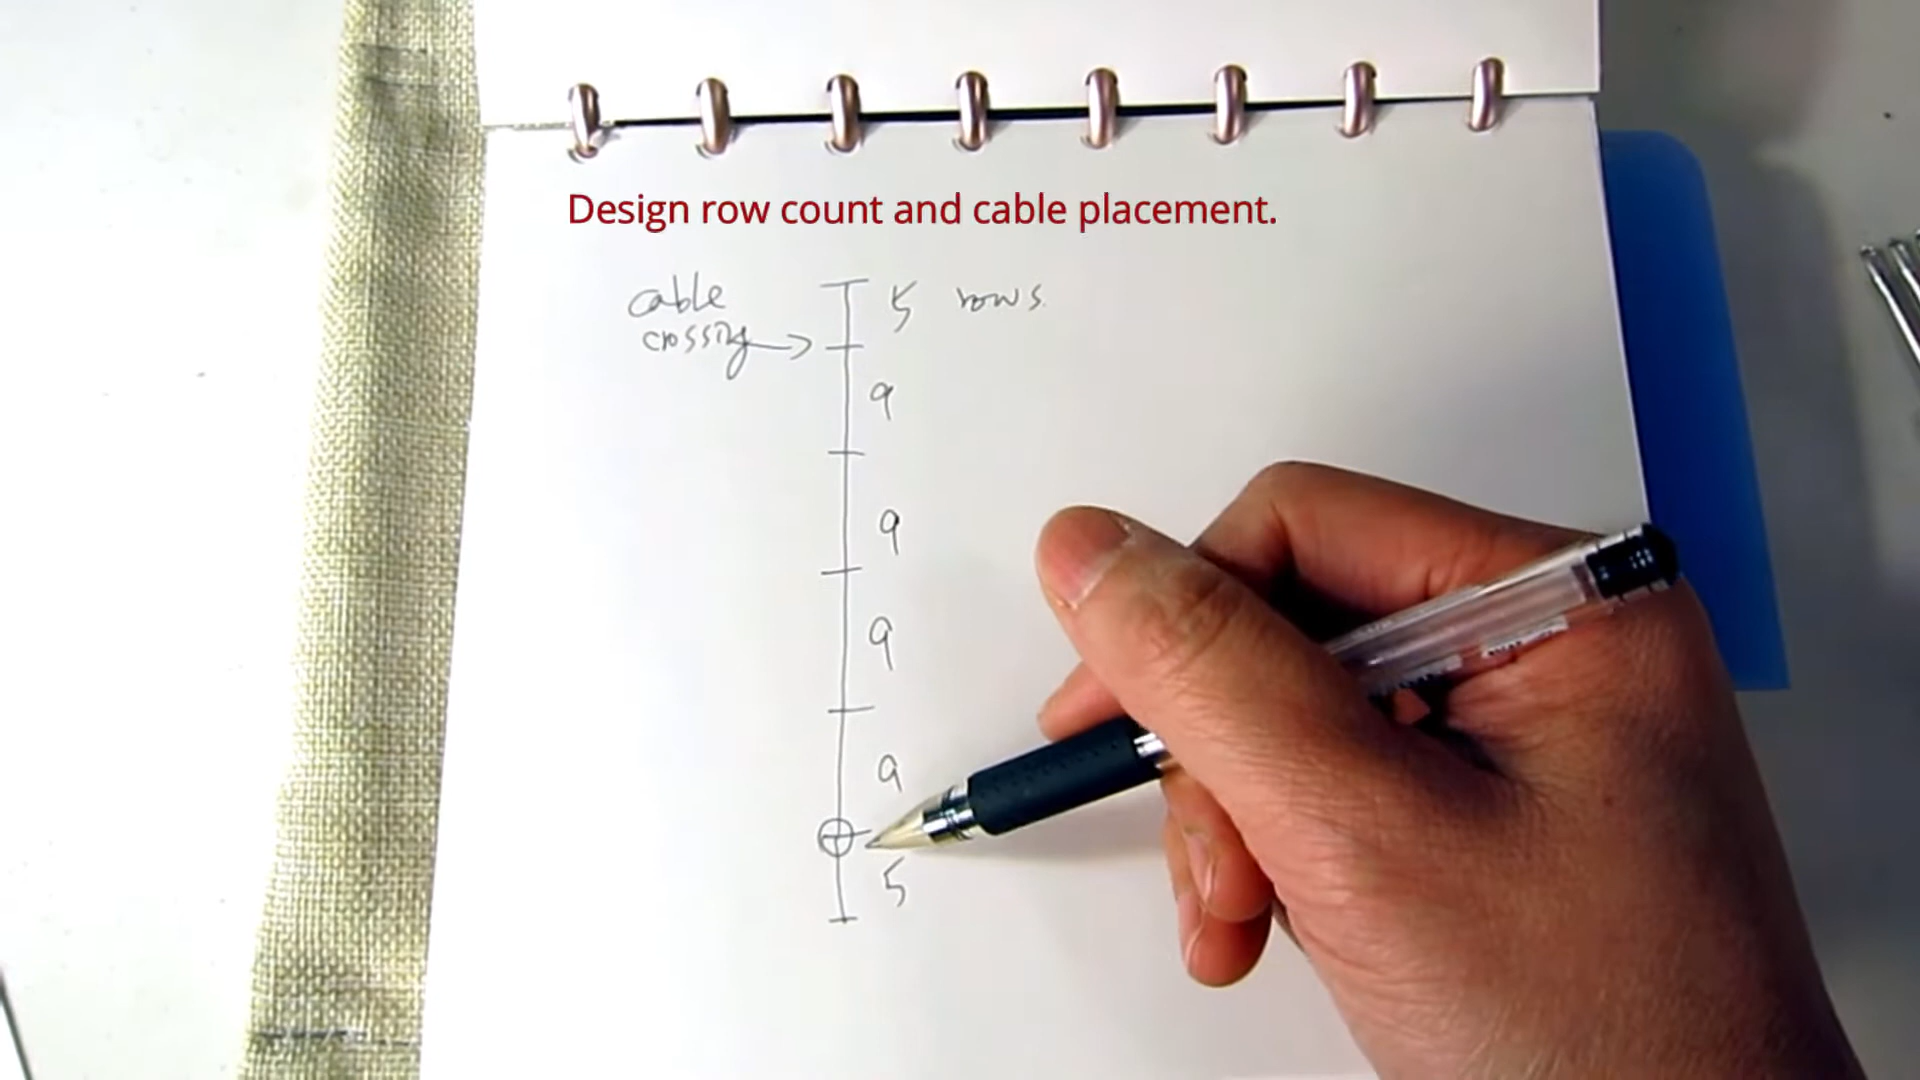 Design row count and cable placement.
cable 5 rows.
crossing
9
9
9
9
5